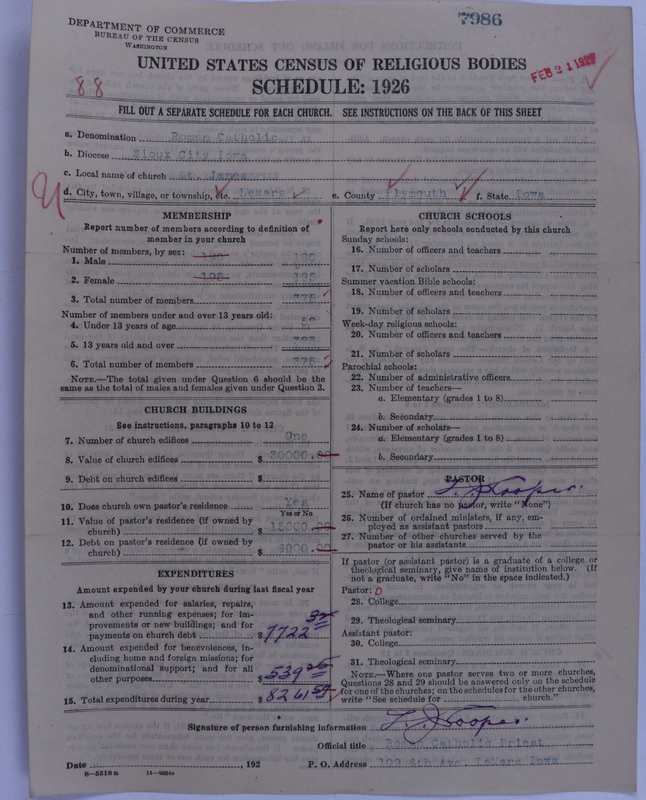 7986
DEPARTMENT OF COMMERCE
BUREAU OF THE CENSUS
WASHINGTON
UNITED STATES CENSUS OF RELIGIOUS BODIES
FEB 21 192
SCHEDULE: 1926
88
FILL OUT A SEPARATE SCHEDULE FOR EACH CHURCH. SEE INSTRUCTIONS ON THE BACK OF THIS SHEET
a. Denomination Roman Catholic
b. Diocese Sioux City Iowa
c. Local name of church St. James
d. City, town, village, or township, etc. LeMars e. County Plymouth f. State Iowa
MEMBERSHIP
Report number of members according to definition of
member in your church
Number of members, by sex:
1. Male 180
2. Female 195 195
3. Total number of members 375
Number of members under and over 13 years old:
4. Under 13 years of age
5. 13 years old and over
6. Total number of members 375
NOTE.—The total given under Question 6 should be the
same as the total of males and females given under Question 3.
CHURCH BUILDINGS
See instructions, paragraphs 10 to 12
7. Number of church edifices One
8. Value of church edifices $ 30000.00
9. Debt on church edifices $
10. Does church own pastor's residence Yes
Yes or No
11. Value of pastor's residence (if owned by
church) $ 15000.00
12. Debt on pastor's residence (if owned by
church) $ 6000.00
EXPENDITURES
Amount expended by your church during last fiscal year
13. Amount expended for salaries, repairs,
and other running expenses; for im-
provements or new buildings; and for
payments on church debt $ 7722
14. Amount expended for benevolences, in-
cluding home and foreign missions; for
denominational support; and for all
other purposes $ 539
15. Total expenditures during year $ 8261
CHURCH SCHOOLS
Report here only schools conducted by this church
Sunday schools:
16. Number of officers and teachers
17. Number of scholars
Summer vacation Bible schools:
18. Number of officers and teachers
19. Number of scholars
Week-day religious schools:
20. Number of officers and teachers
21. Number of scholars
Parochial schools:
22. Number of administrative officers
23. Number of teachers—
a. Elementary (grades 1 to 8)
b. Secondary
24. Number of scholars—
a. Elementary (grades 1 to 8)
b. Secondary
PASTOR
25. Name of pastor L. J. Kooper.
(If church has no pastor, write "None")
26. Number of ordained ministers, if any, em-
ployed as assistant pastors
27. Number of other churches served by the
pastor or his assistants
If pastor (or assistant pastor) is a graduate of a college or
theological seminary, give name of institution below. (If
not a graduate, write "No" in the space indicated.)
Pastor: 0
28. College
29. Theological seminary
Assistant pastor:
30. College
31. Theological seminary
NOTE.—Where one pastor serves two or more churches,
Questions 28 and 29 should be answered only on the schedule
for one of the churches; on the schedules for the other churches,
write "See schedule for church."
Signature of person furnishing information L. J. Kooper.
Official title Roman Catholic Priest
Date , 192 P. O. Address 109 6th Ave. LeMars Iowa